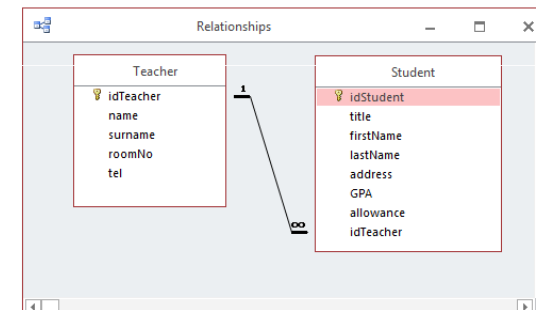 Relationships
Teacher
idTeacher
name
surname
roomNo
tel
1
∞
Student
idStudent
title
firstName
lastName
address
GPA
allowance
idTeacher